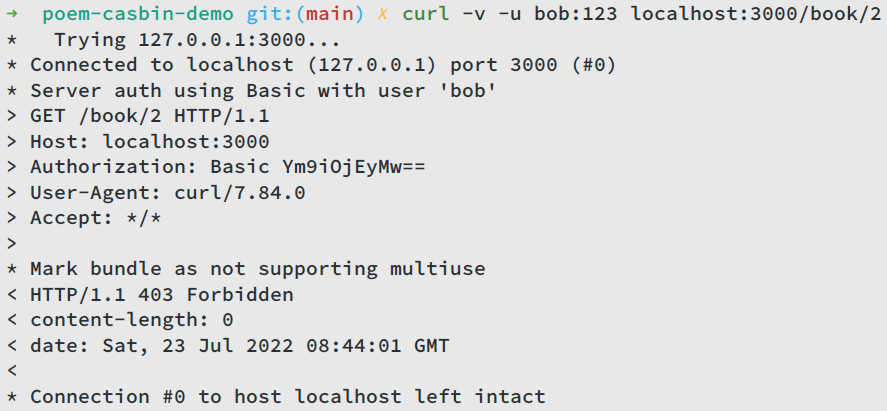 ➜  poem-casbin-demo git:(main) ✗ curl -v -u bob:123 localhost:3000/book/2
*   Trying 127.0.0.1:3000...
* Connected to localhost (127.0.0.1) port 3000 (#0)
* Server auth using Basic with user 'bob'
> GET /book/2 HTTP/1.1
> Host: localhost:3000
> Authorization: Basic Ym9iOjEyMw==
> User-Agent: curl/7.84.0
> Accept: */*
>
* Mark bundle as not supporting multiuse
< HTTP/1.1 403 Forbidden
< content-length: 0
< date: Sat, 23 Jul 2022 08:44:01 GMT
<
* Connection #0 to host localhost left intact